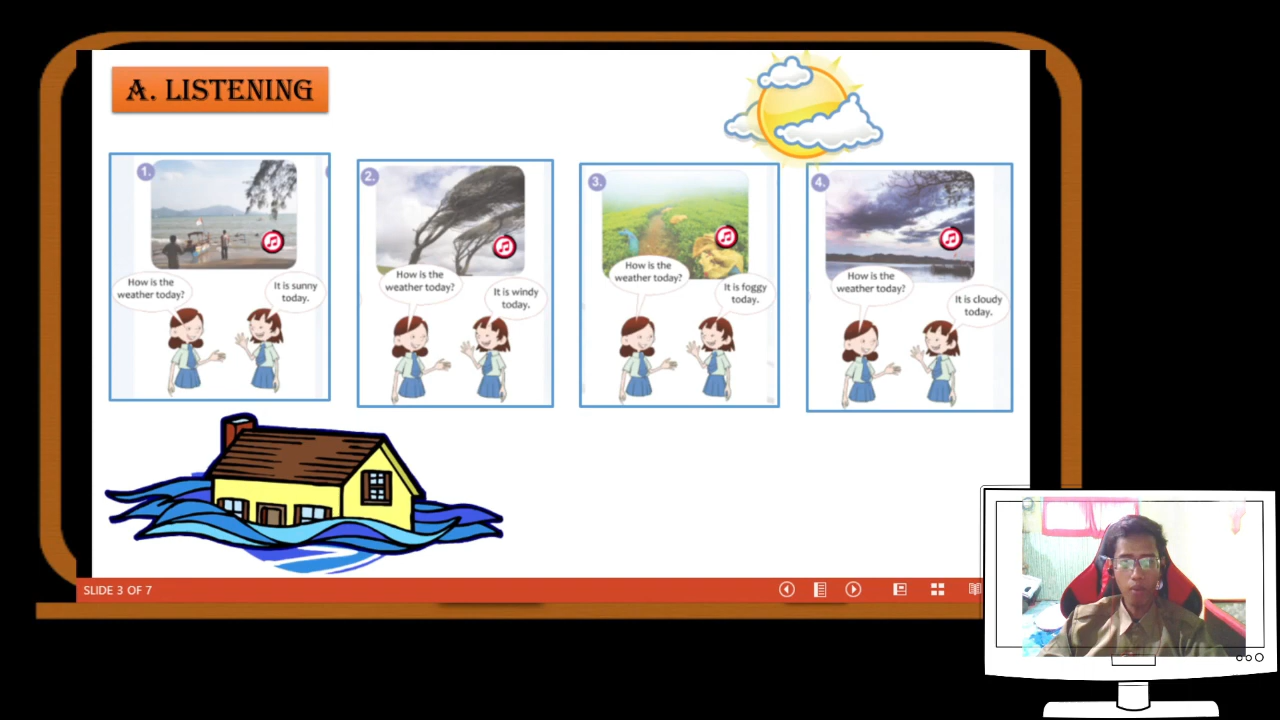 A. LISTENING
1.
How is the
weather today?
It is sunny
today.
2.
How is the
weather today?
It is windy
today.
3.
How is the
weather today?
It is foggy
today.
4.
How is the
weather today?
It is cloudy
today.
SLIDE 3 OF 7